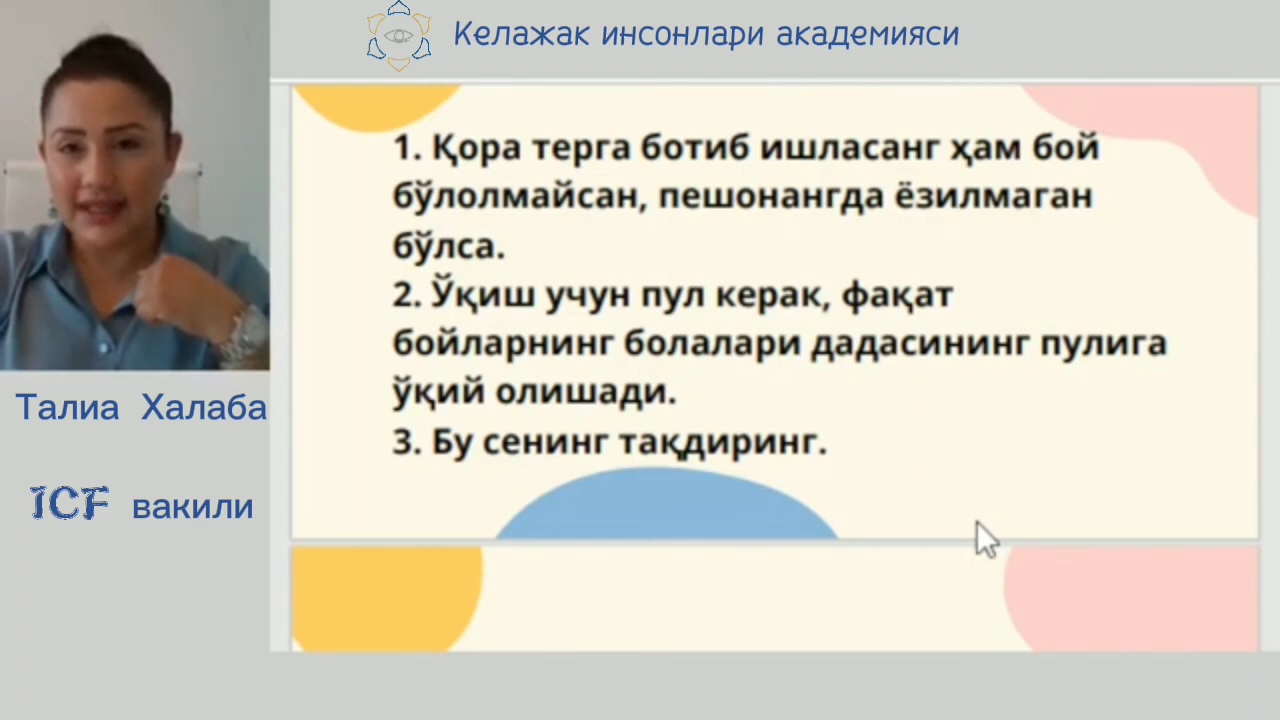 Келажак инсонлари академияси
1. Қора терга ботиб ишласанг ҳам бой
бўлолмайсан, пешонангда ёзилмаган
бўлса.
2. Ўқиш учун пул керак, фақат
бойларнинг болалари дадасининг пулига
ўқий олишади.
3. Бу сенинг тақдиринг.
Талиа Халаба
ICF вакили